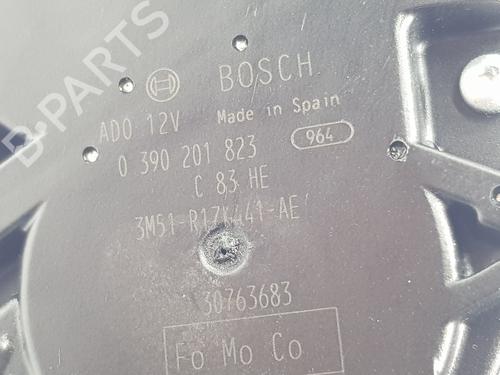 B-PARTS
BOSCH
AD0 12V Made in Spain
0 390 201 823 964
C 83 HE
3M51-R17K441-AE
30763683
Fo Mo Co